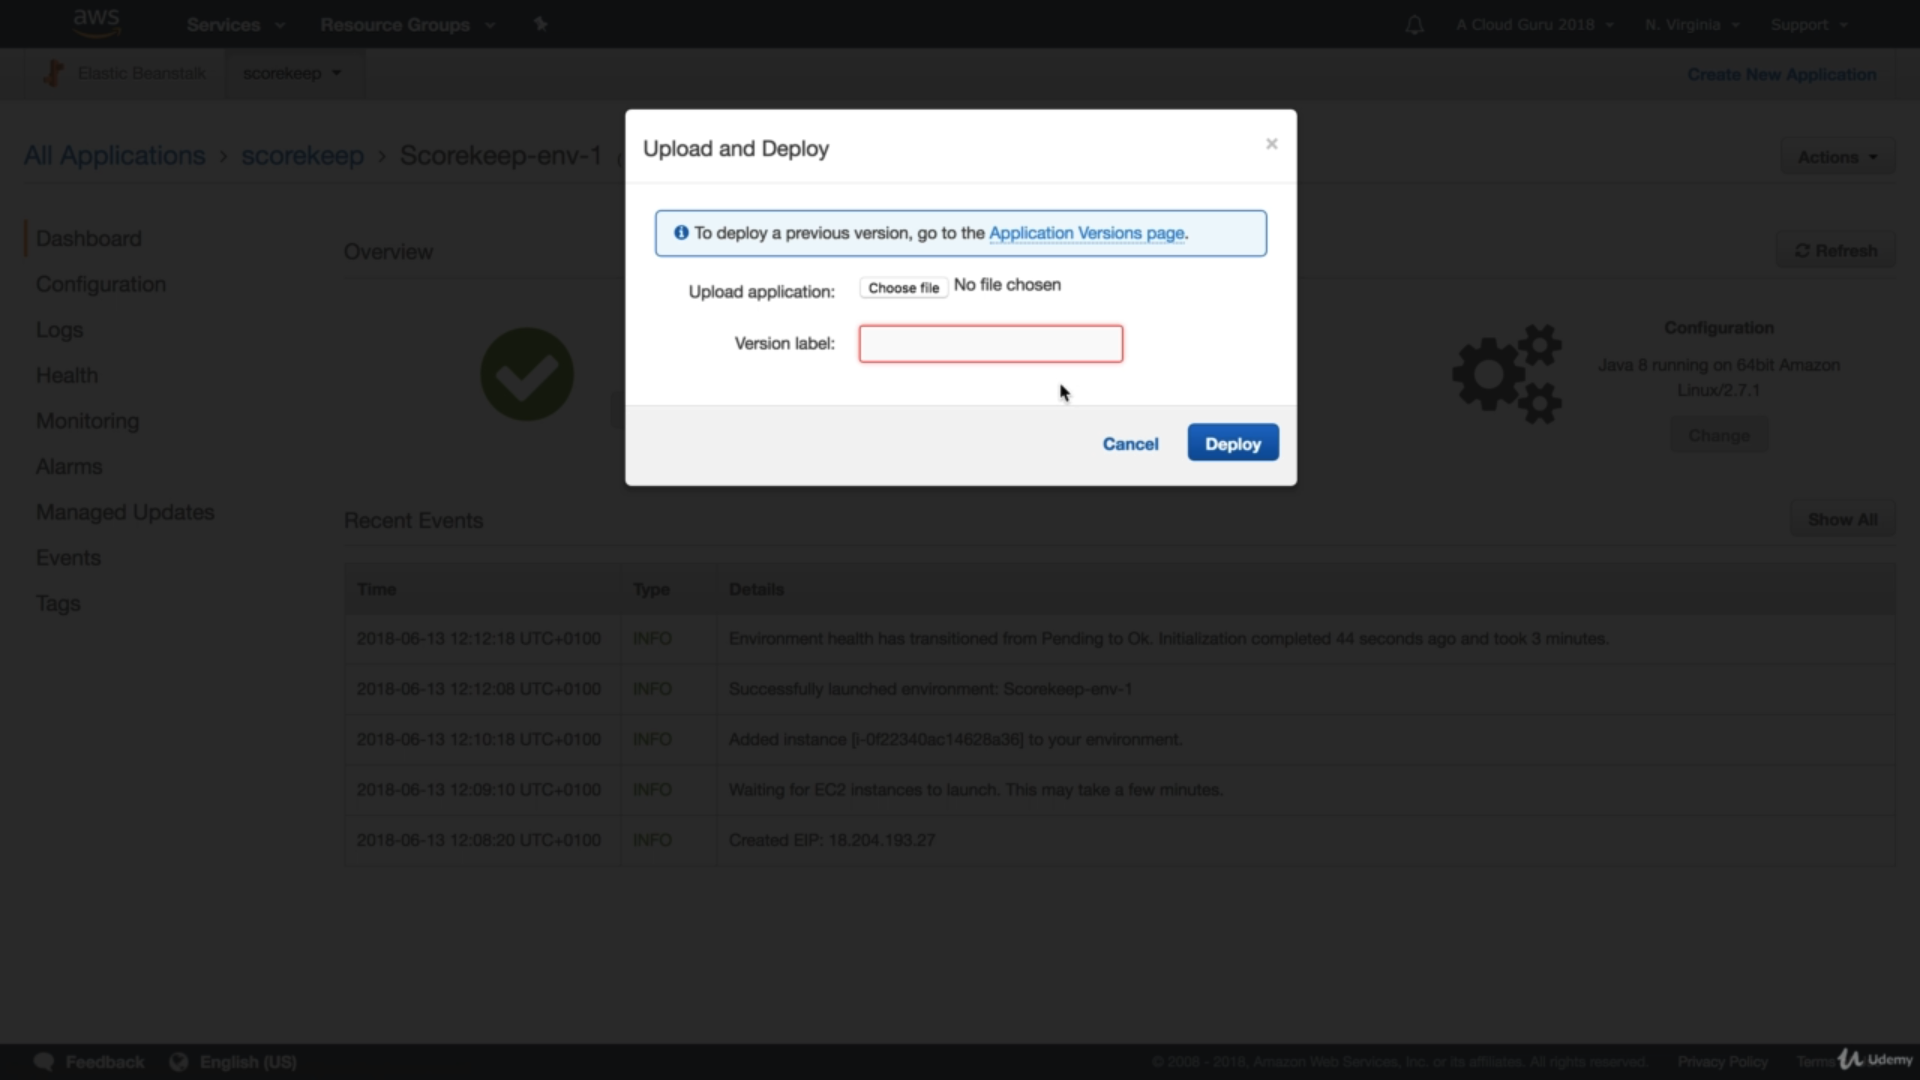 aws
Services
Resource Groups
A Cloud Guru 2018
N. Virginia
Support
Elastic Beanstalk
scorekeep
Create New Application
All Applications › scorekeep › Scorekeep-env-1
Actions
Upload and Deploy
×
To deploy a previous version, go to the Application Versions page.
Upload application: Choose file No file chosen
Version label:
Cancel
Deploy
Dashboard
Configuration
Logs
Health
Monitoring
Alarms
Managed Updates
Events
Tags
Overview
Refresh
Configuration
Java 8 running on 64bit Amazon
Linux/2.7.1
Change
Recent Events
Show All
Time Type Details
2018-06-13 12:12:18 UTC+0100 INFO Environment health has transitioned from Pending to Ok. Initialization completed 44 seconds ago and took 3 minutes.
2018-06-13 12:12:08 UTC+0100 INFO Successfully launched environment: Scorekeep-env-1
2018-06-13 12:10:18 UTC+0100 INFO Added instance [i-0f22340ac14628a36] to your environment.
2018-06-13 12:09:10 UTC+0100 INFO Waiting for EC2 instances to launch. This may take a few minutes.
2018-06-13 12:08:20 UTC+0100 INFO Created EIP: 18.204.193.27
Feedback
English (US)
© 2008 - 2018, Amazon Web Services, Inc. or its affiliates. All rights reserved.
Privacy Policy
Terms
Udemy